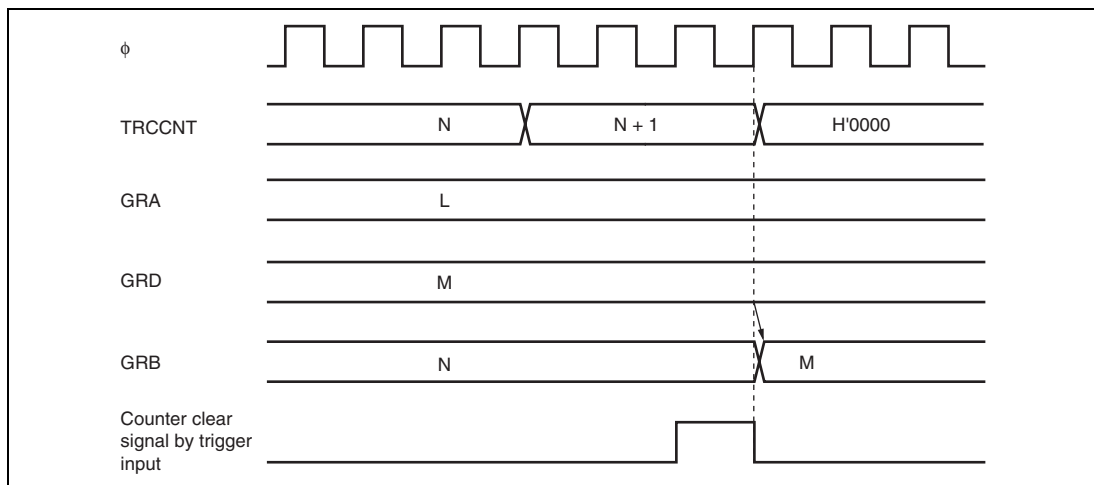 ϕ
TRCCNT N N + 1 H'0000
GRA L
GRD M
GRB N M
Counter clear
signal by trigger
input